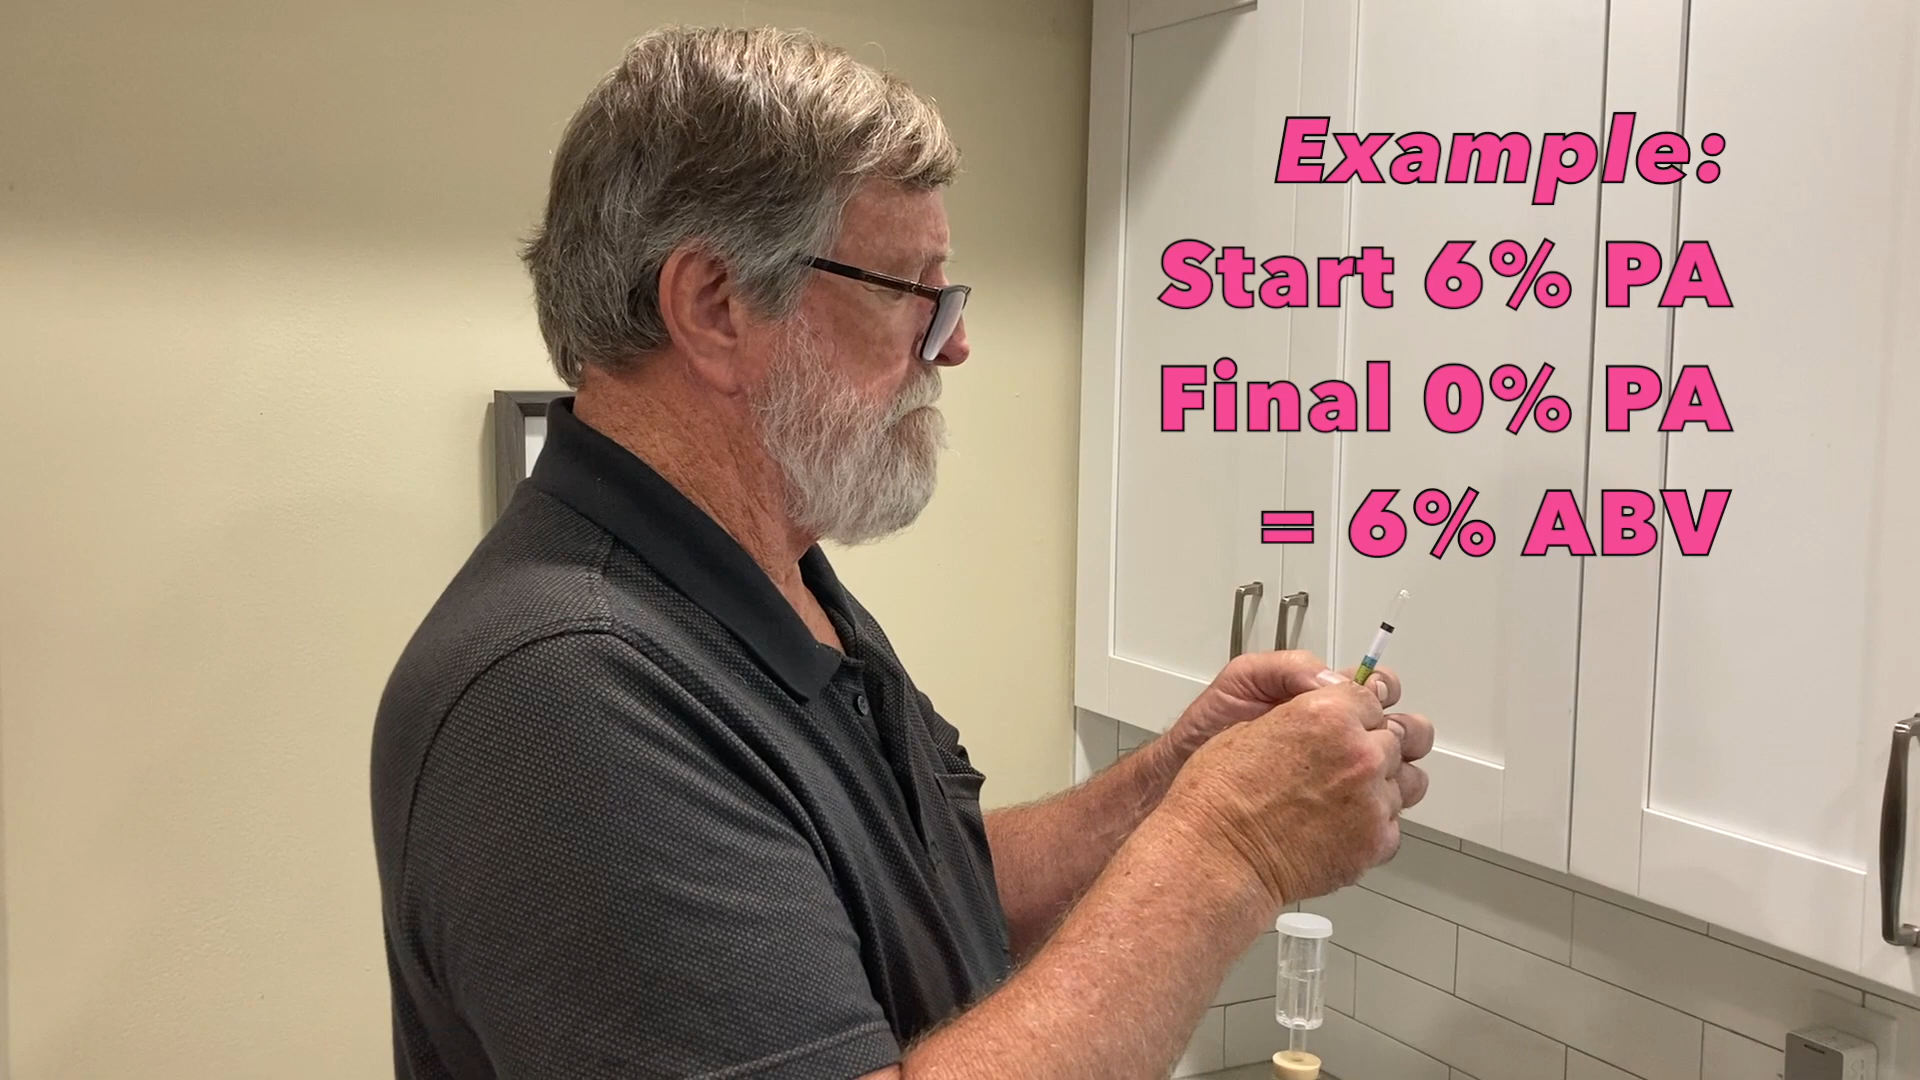 Example:
Start 6% PA
Final 0% PA
= 6% ABV